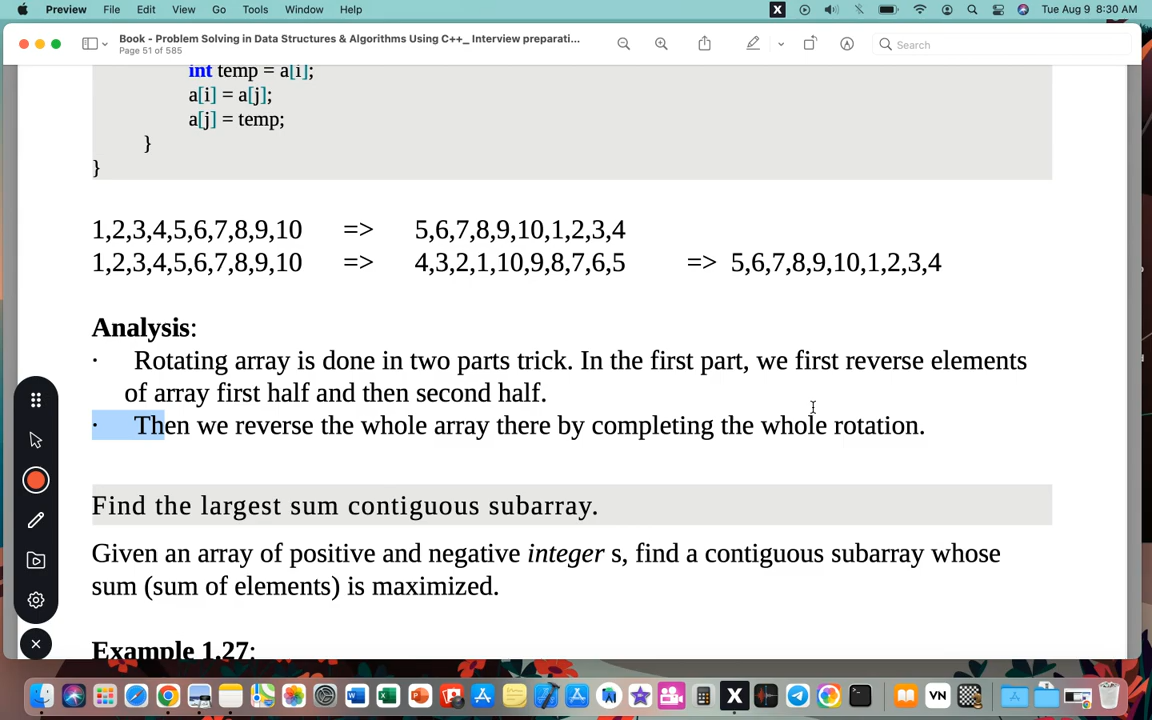 Preview File Edit View Go Tools Window Help X Tue Aug 9 8:30 AM
Book - Problem Solving in Data Structures & Algorithms Using C++_ Interview preparati...
Page 51 of 585
Search
int temp = a[i];
a[i] = a[j];
a[j] = temp;
}
}
1,2,3,4,5,6,7,8,9,10 => 5,6,7,8,9,10,1,2,3,4
1,2,3,4,5,6,7,8,9,10 => 4,3,2,1,10,9,8,7,6,5 => 5,6,7,8,9,10,1,2,3,4
Analysis:
· Rotating array is done in two parts trick. In the first part, we first reverse elements
of array first half and then second half.
· Then we reverse the whole array there by completing the whole rotation.
Find the largest sum contiguous subarray.
Given an array of positive and negative integer s, find a contiguous subarray whose
sum (sum of elements) is maximized.
Example 1.27: